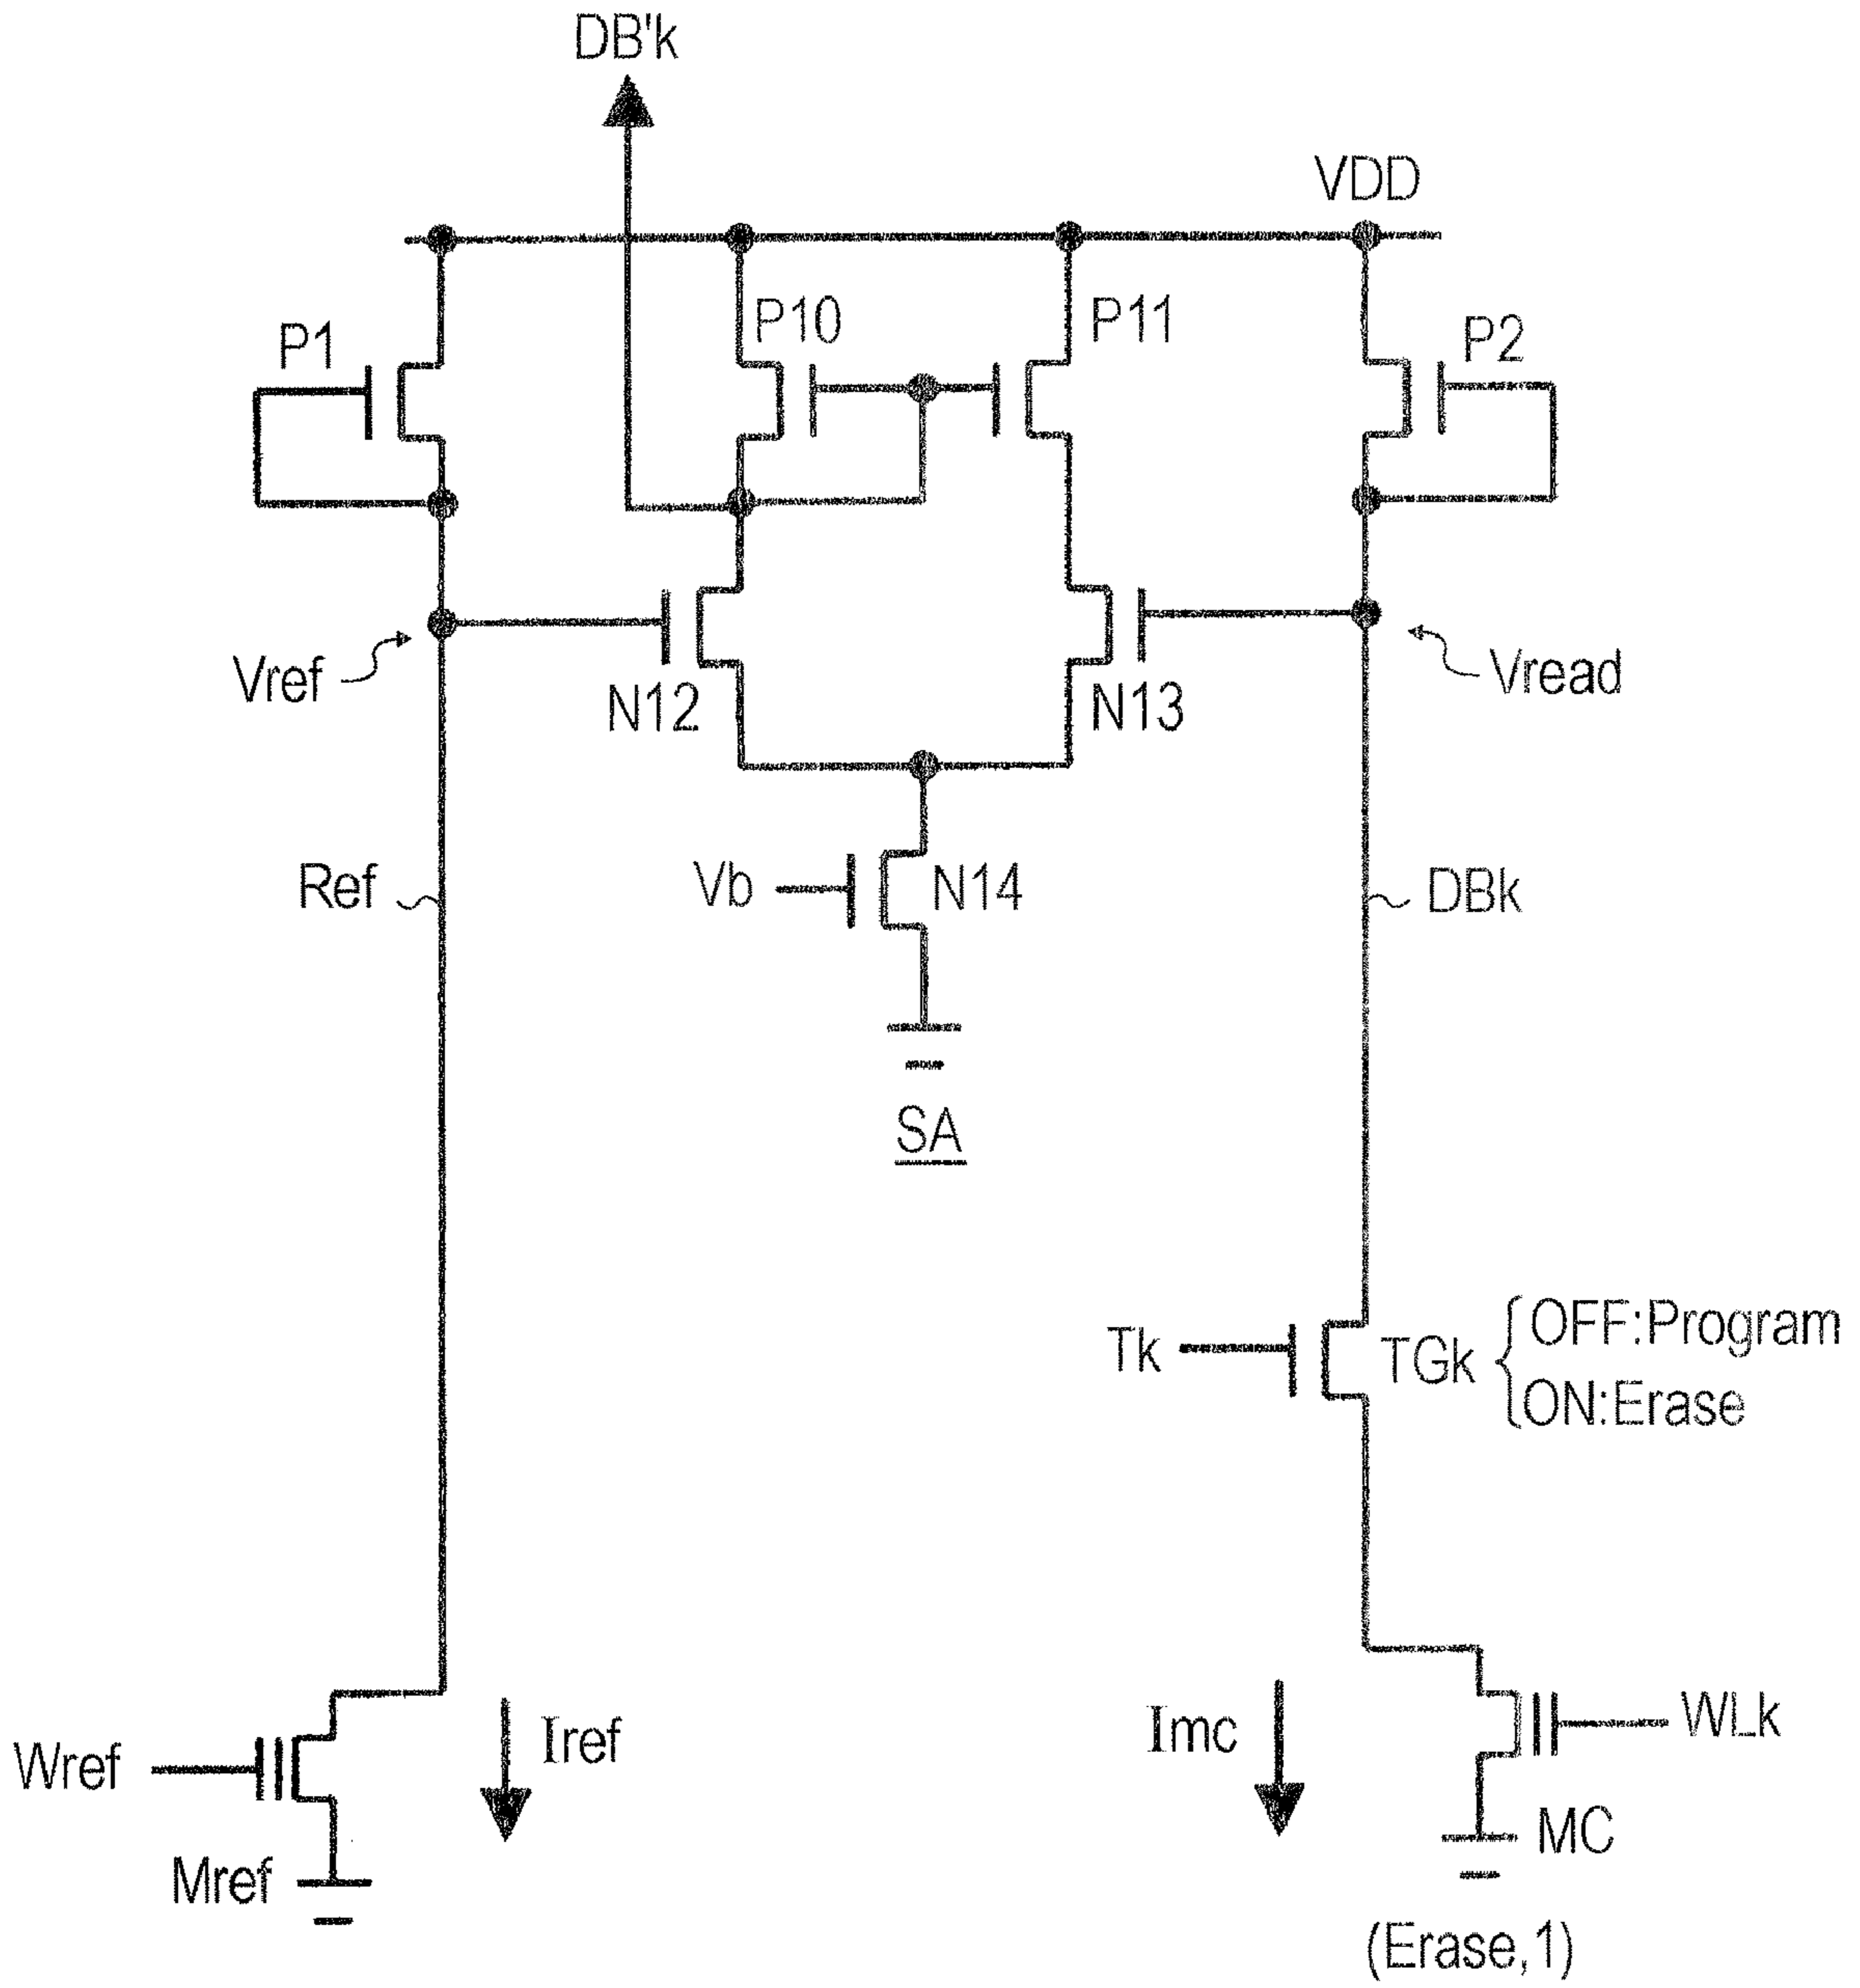 DB'k
VDD
P1
P10
P11
P2
Vref
N12
N13
Vread
Ref
Vb
N14
DBk
SA
Tk
TGk
OFF:Program
ON:Erase
Wref
Iref
Imc
WLk
Mref
MC
(Erase,1)